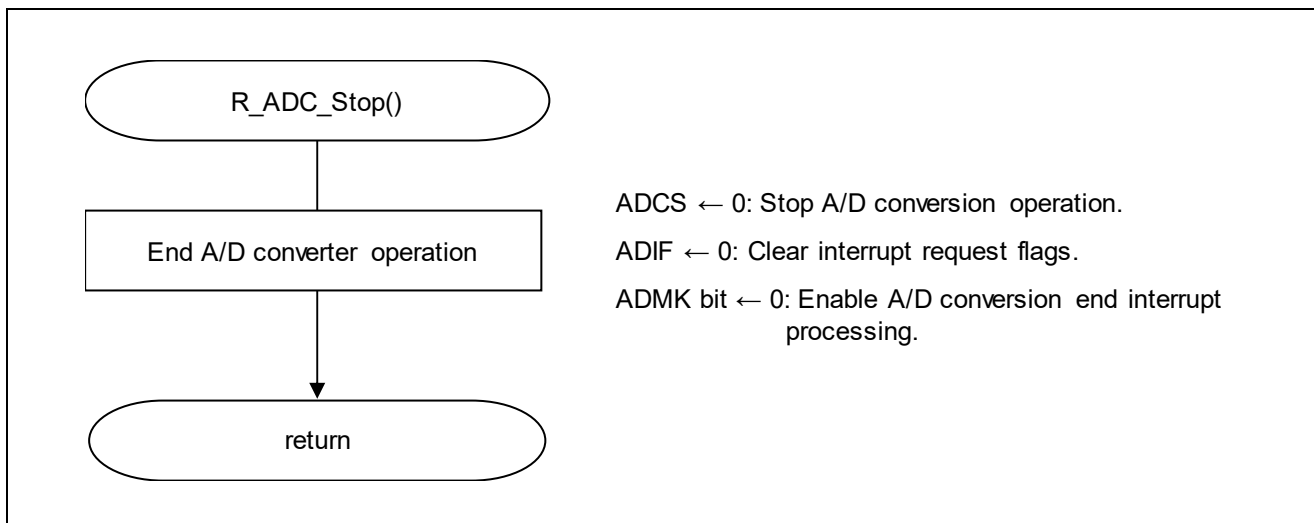 R_ADC_Stop()
End A/D converter operation
ADCS ← 0: Stop A/D conversion operation.
ADIF ← 0: Clear interrupt request flags.
ADMK bit ← 0: Enable A/D conversion end interrupt
processing.
return